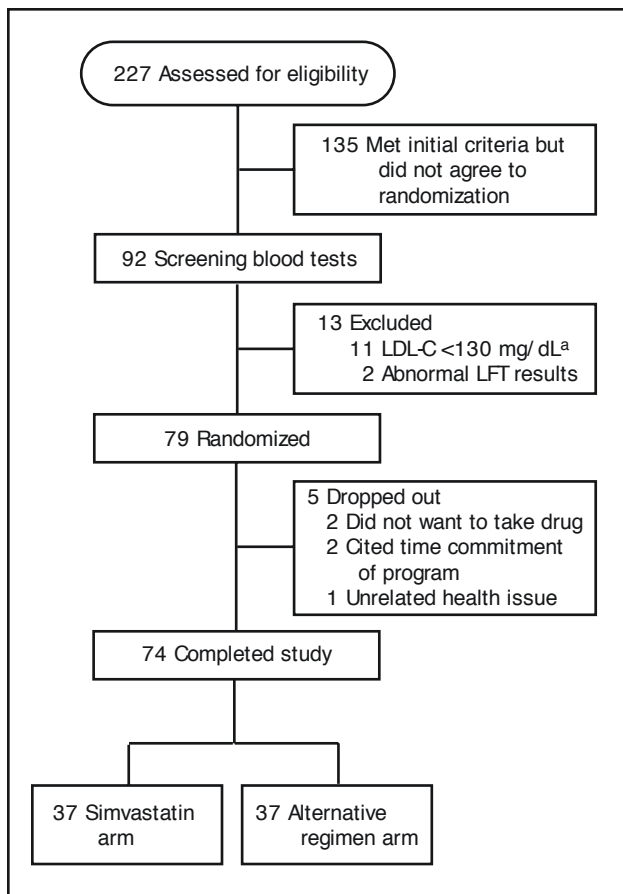 227 Assessed for eligibility
135 Met initial criteria but
did not agree to
randomization
92 Screening blood tests
13 Excluded
11 LDL-C <130 mg/dLª
2 Abnormal LFT results
79 Randomized
5 Dropped out
2 Did not want to take drug
2 Cited time commitment
of program
1 Unrelated health issue
74 Completed study
37 Simvastatin
arm
37 Alternative
regimen arm